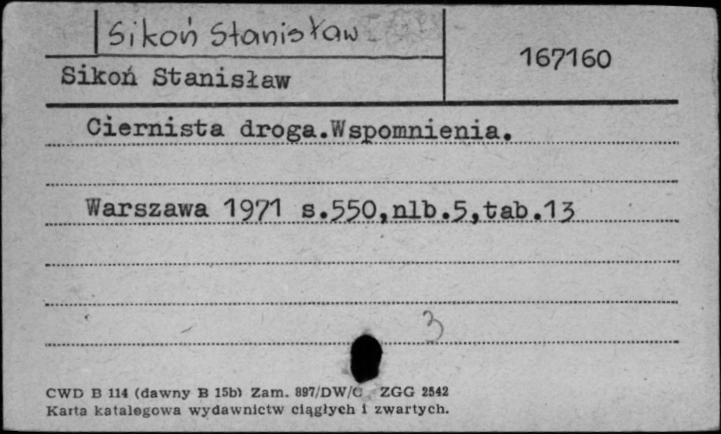 Sikoń Stanisław
167160
Sikoń Stanisław
Ciernista droga.Wspomnienia.
Warszawa 1971 s.550,nlb.5,tab.13
3
CWD B 114 (dawny B 15b) Zam. 897/DW/C ZGG 2542
Karta katalogowa wydawnictw ciągłych i zwartych.